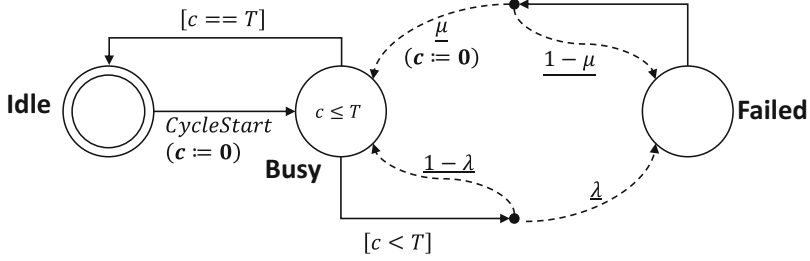 [c == T]
μ
(c := 0)
1 − μ
Idle
c ≤ T
Failed
CycleStart
(c := 0)
Busy
1 − λ
λ
[c < T]